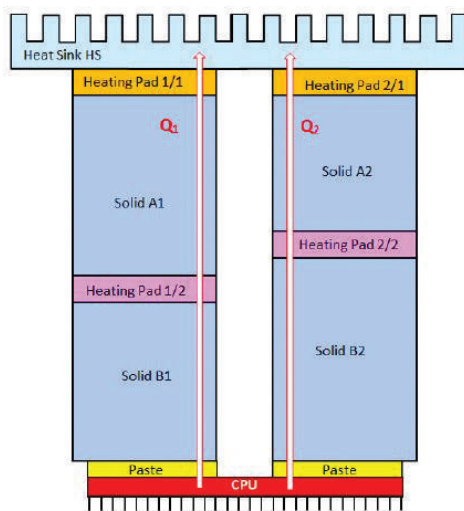 Heat Sink HS
Heating Pad 1/1
Heating Pad 2/1
Q₁
Q₂
Solid A1
Solid A2
Heating Pad 2/2
Heating Pad 1/2
Solid B2
Solid B1
Paste
Paste
CPU